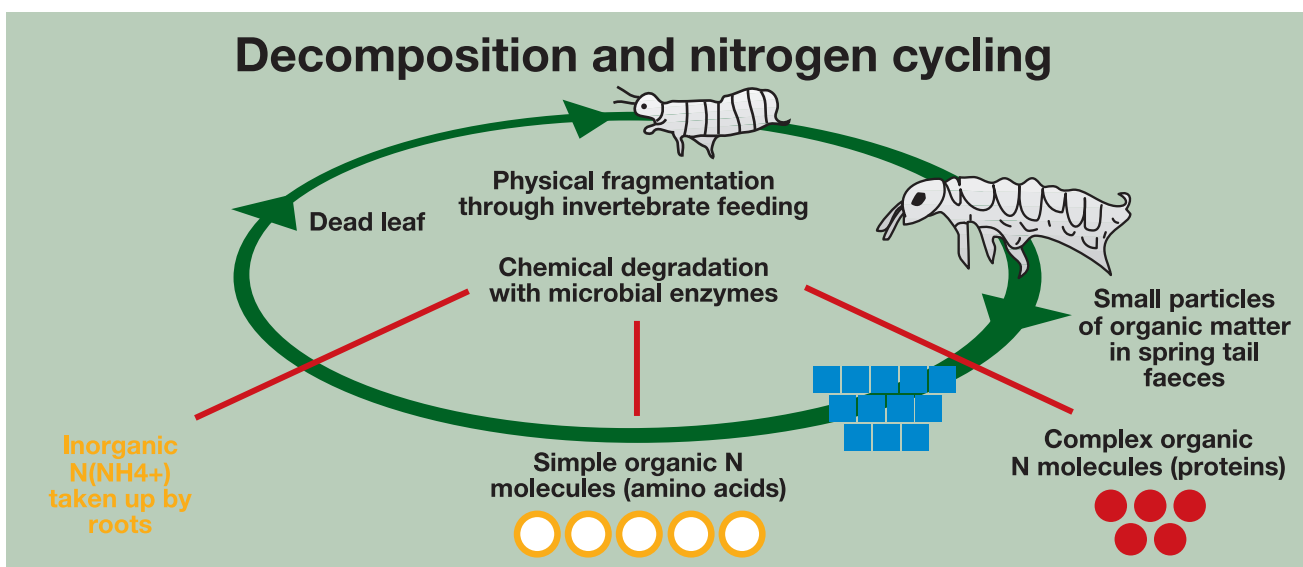 Decomposition and nitrogen cycling
Physical fragmentation
through invertebrate feeding
Dead leaf
Chemical degradation
with microbial enzymes
Small particles
of organic matter
in spring tail
faeces
Inorganic
N(NH4+)
taken up by
roots
Simple organic N
molecules (amino acids)
Complex organic
N molecules (proteins)